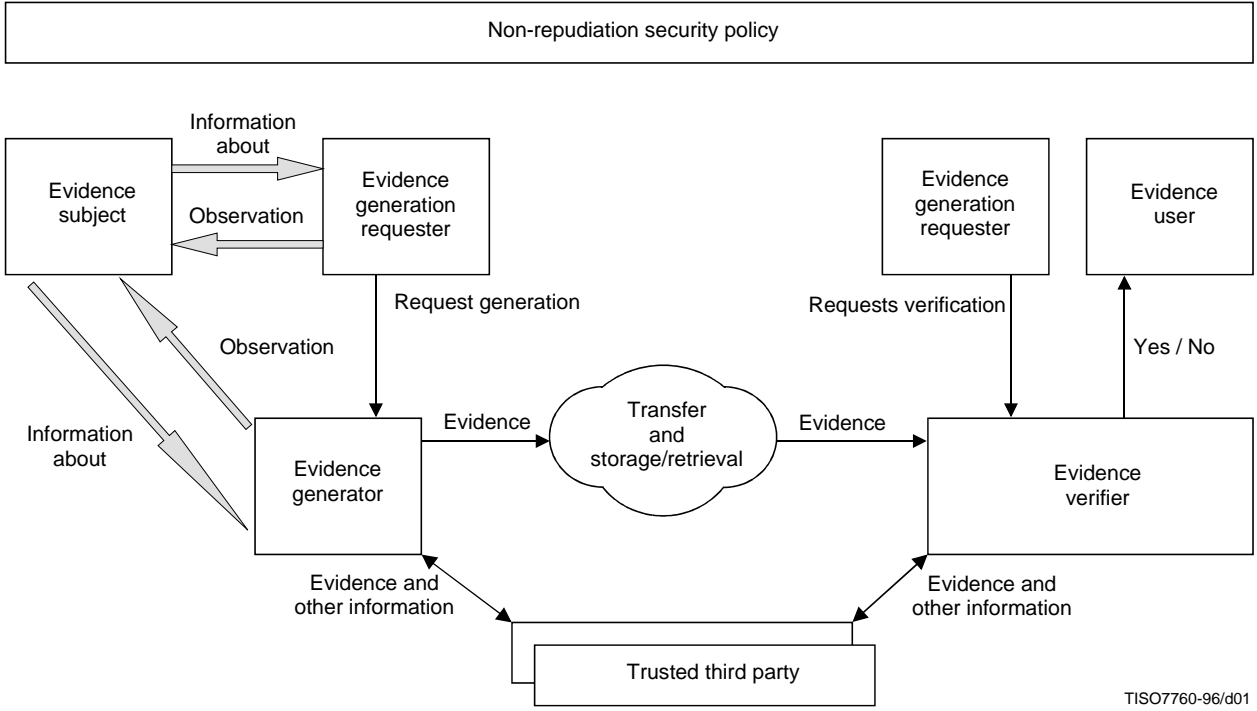 Non-repudiation security policy
Information
about
Evidence
subject
Evidence
generation
requester
Observation
Evidence
generation
requester
Evidence
user
Request generation
Requests verification
Yes / No
Observation
Information
about
Evidence
generator
Evidence
Transfer
and
storage/retrieval
Evidence
Evidence
verifier
Evidence and
other information
Evidence and
other information
Trusted third party
TISO7760-96/d01